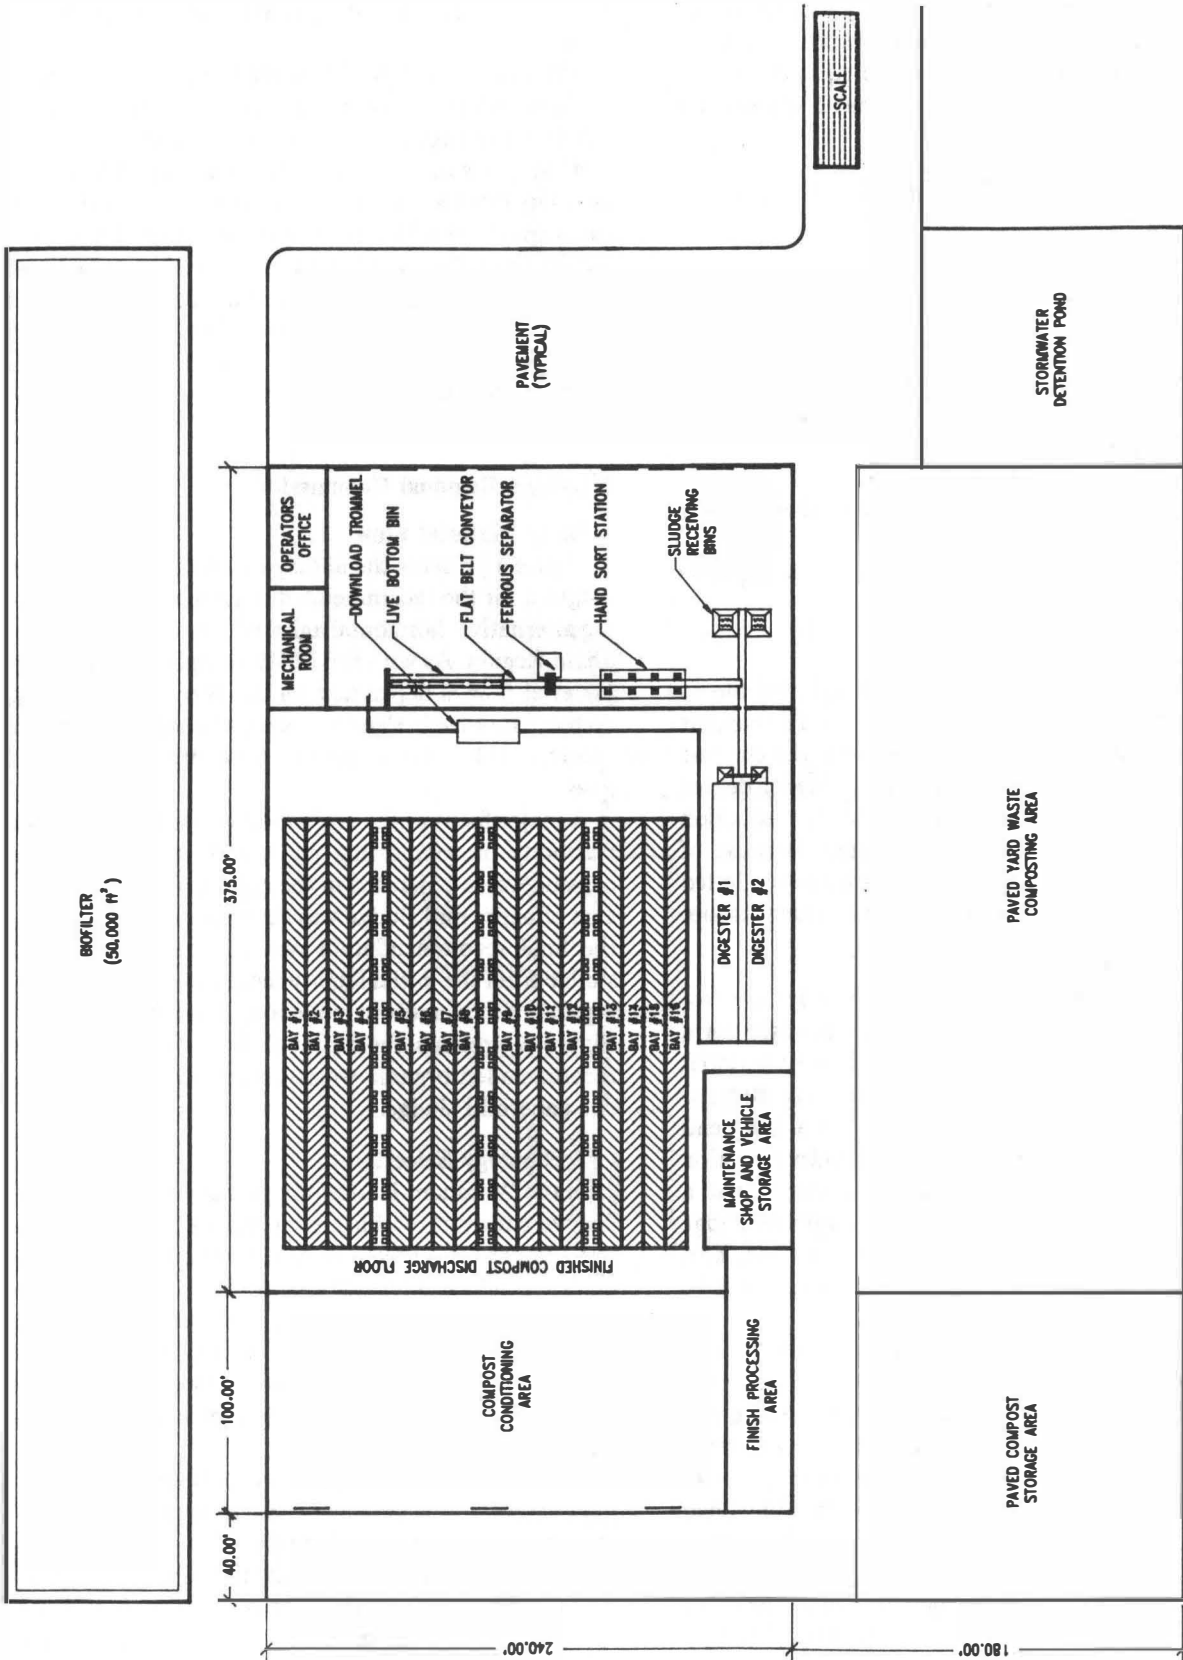 BIOFILTER
(50,000 ft²)
40.00'
100.00'
375.00'
240.00'
180.00'
COMPOST
CONDITIONING
AREA
FINISH PROCESSING
AREA
FINISHED COMPOST DISCHARGE FLOOR
BAY #1
BAY #2
BAY #3
BAY #4
BAY #5
BAY #6
BAY #7
BAY #8
BAY #9
BAY #10
BAY #11
BAY #12
BAY #13
BAY #14
BAY #15
BAY #16
MAINTENANCE
SHOP AND VEHICLE
STORAGE AREA
DIGESTER #1
DIGESTER #2
MECHANICAL
ROOM
OPERATORS
OFFICE
DOWNLOAD TROMMEL
LIVE BOTTOM BIN
FLAT BELT CONVEYOR
FERROUS SEPARATOR
HAND SORT STATION
SLUDGE
RECEIVING
BINS
PAVEMENT
(TYPICAL)
SCALE
PAVED COMPOST
STORAGE AREA
PAVED YARD WASTE
COMPOSTING AREA
STORMWATER
DETENTION POND